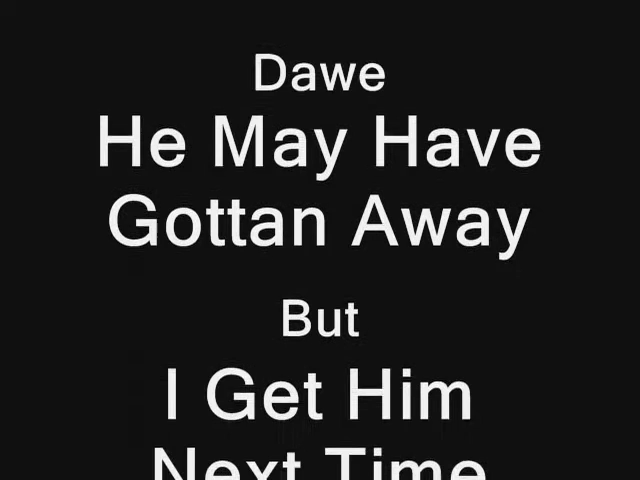 Dawe
He May Have
Gottan Away
But
I Get Him
Next Time